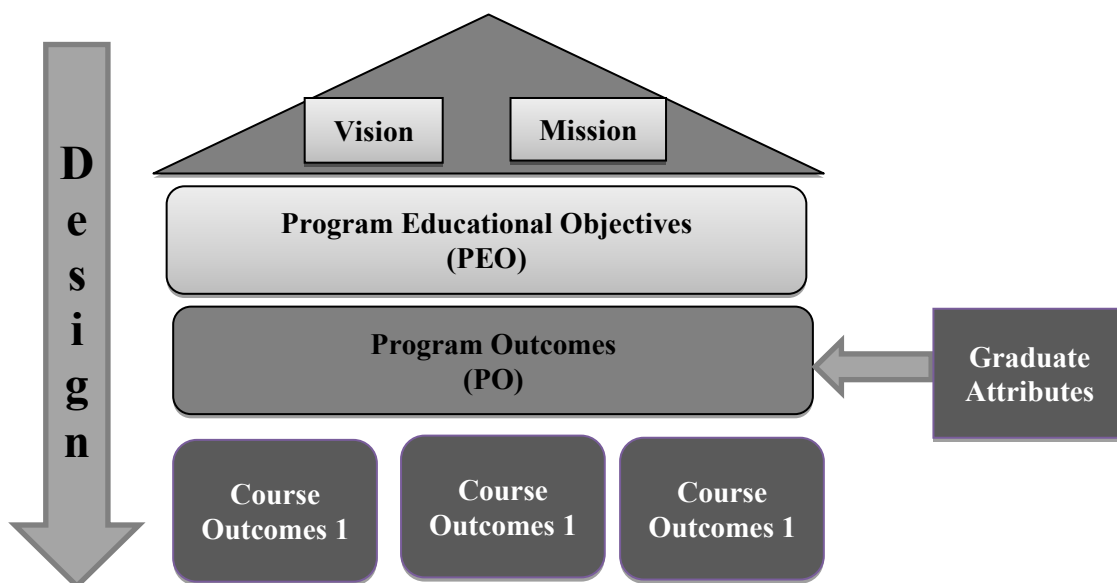 Design
Vision
Mission
Program Educational Objectives
(PEO)
Program Outcomes
(PO)
Graduate
Attributes
Course
Outcomes 1
Course
Outcomes 1
Course
Outcomes 1